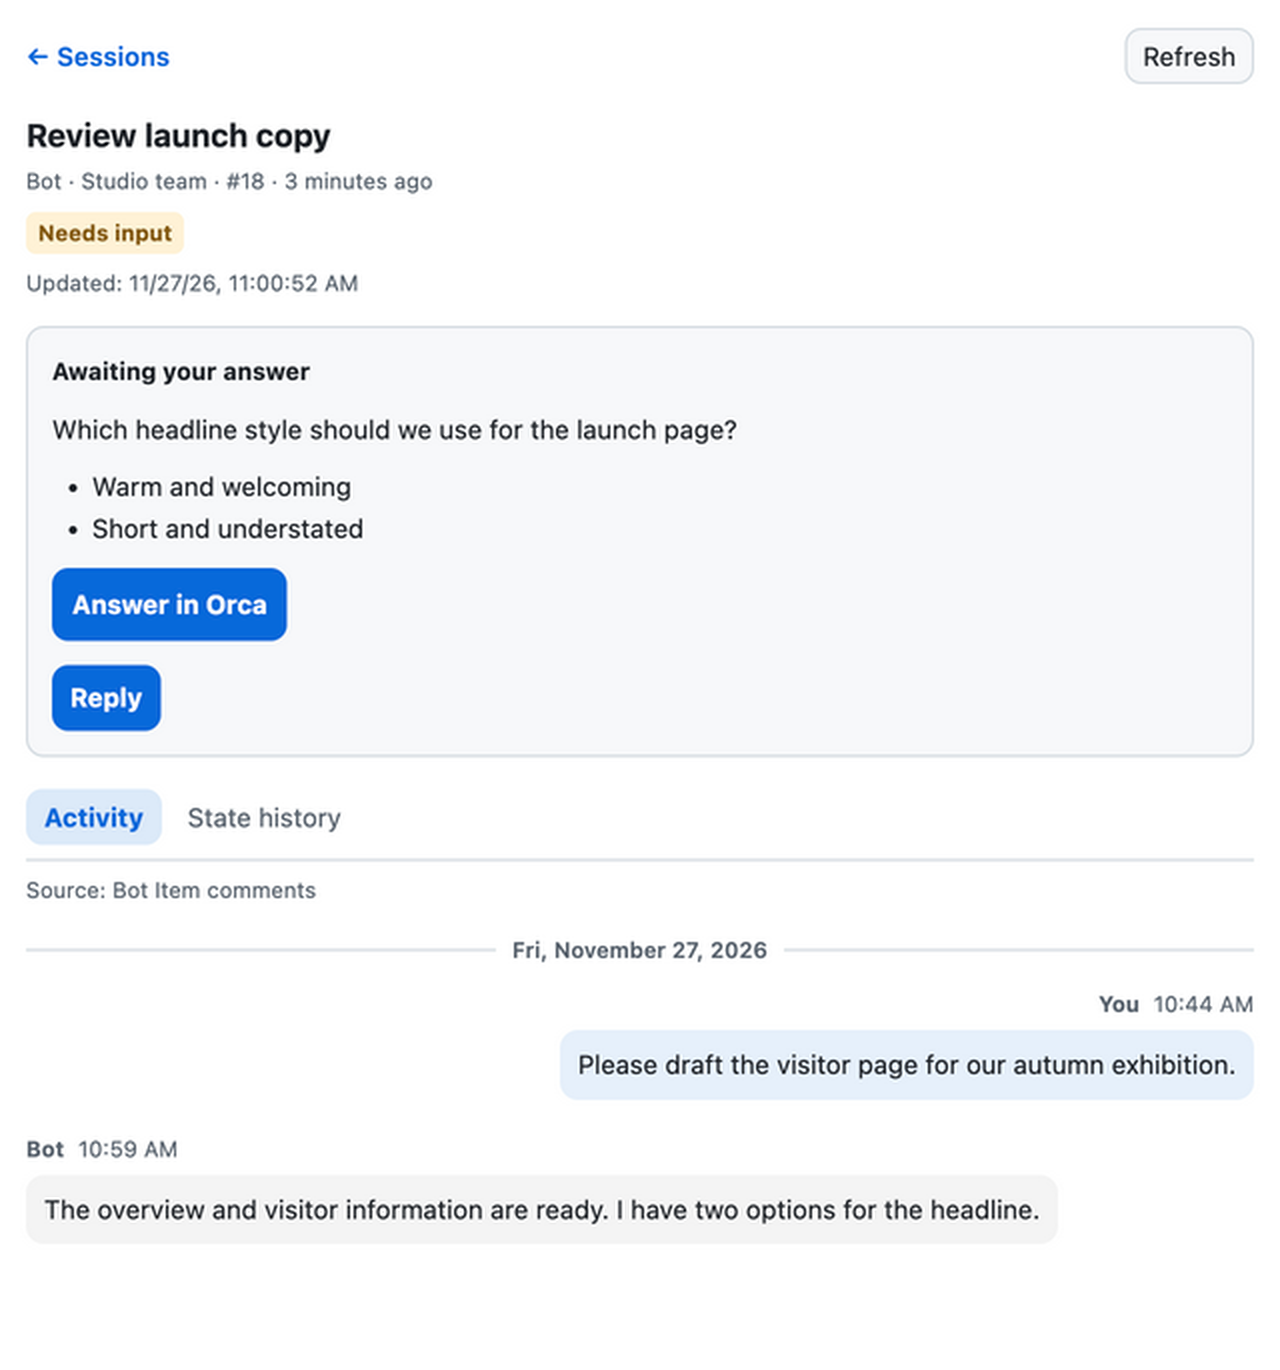 ← Sessions
Refresh
Review launch copy
Bot · Studio team · #18 · 3 minutes ago
Needs input
Updated: 11/27/26, 11:00:52 AM
Awaiting your answer
Which headline style should we use for the launch page?
• Warm and welcoming
• Short and understated
Answer in Orca
Reply
Activity
State history
Source: Bot Item comments
Fri, November 27, 2026
You 10:44 AM
Please draft the visitor page for our autumn exhibition.
Bot 10:59 AM
The overview and visitor information are ready. I have two options for the headline.